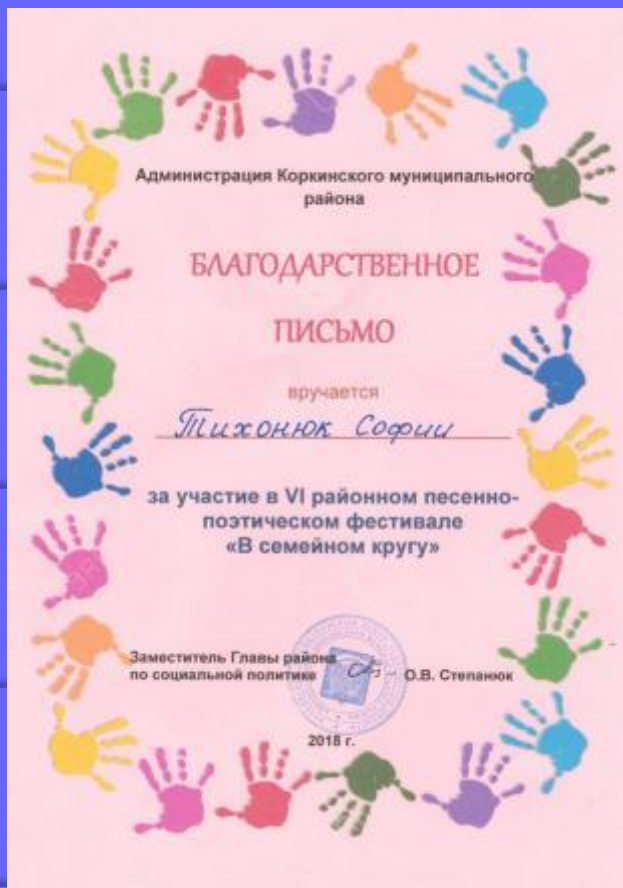 Администрация Коркинского муниципального
района
БЛАГОДАРСТВЕННОЕ
ПИСЬМО
вручается
Тихонюк Софии
за участие в VI районном песенно-
поэтическом фестивале
«В семейном кругу»
Заместитель Главы района
по социальной политике О.В. Степанюк
2018 г.